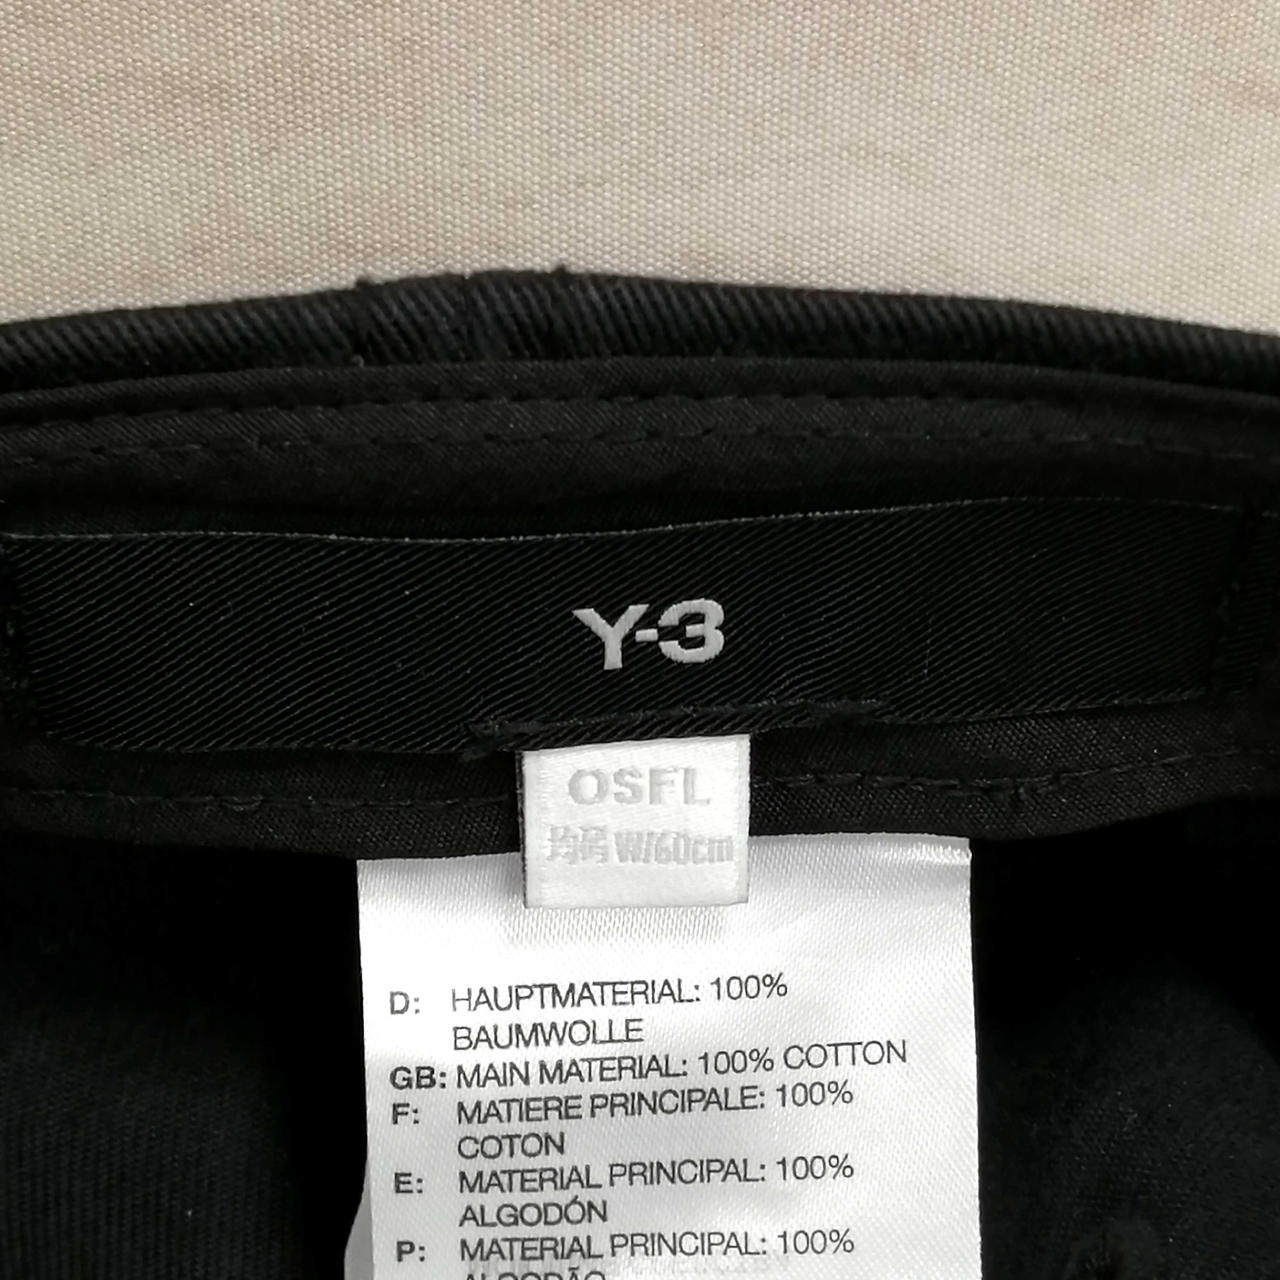 Y-3
OSFL
均码 W/60cm
D: HAUPTMATERIAL: 100%
BAUMWOLLE
GB: MAIN MATERIAL: 100% COTTON
F: MATIERE PRINCIPALE: 100%
COTON
E: MATERIAL PRINCIPAL: 100%
ALGODÓN
P: MATERIAL PRINCIPAL: 100%
ALGODÃO